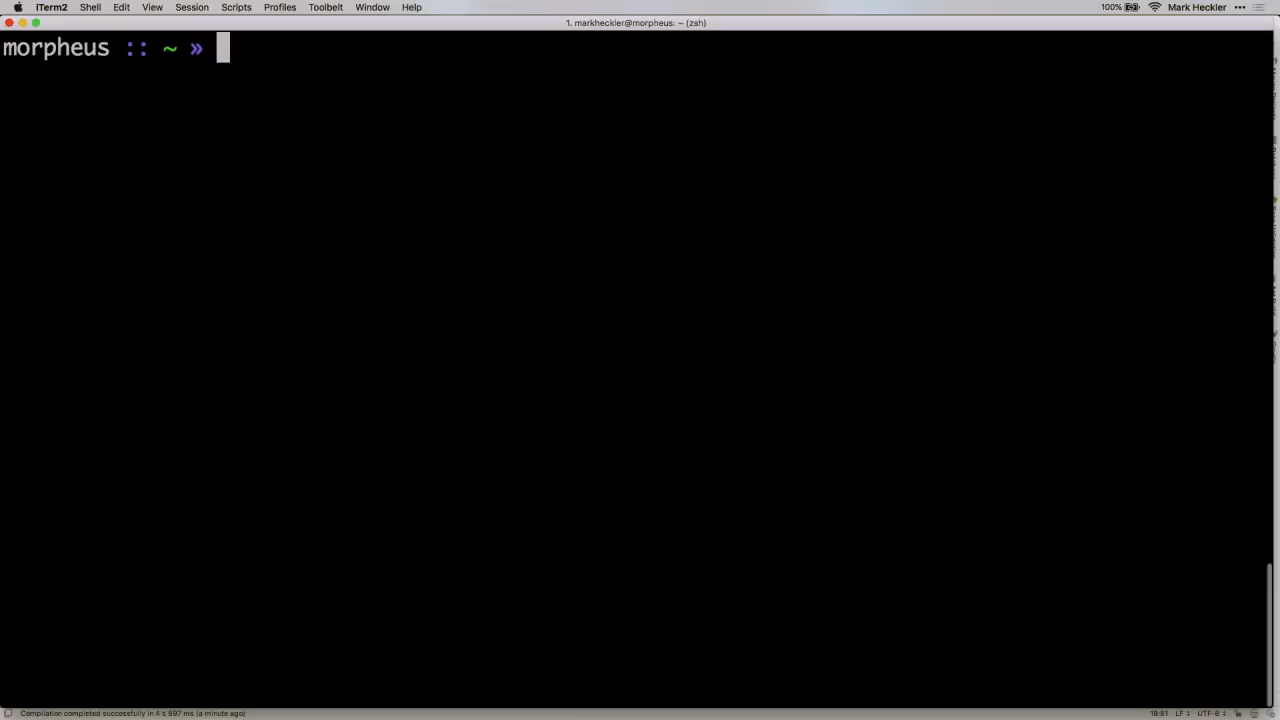 iTerm2 Shell Edit View Session Scripts Profiles Toolbelt Window Help 100% Mark Heckler •••
1. markheckler@morpheus: ~ (zsh)
morpheus :: ~ »
Compilation completed successfully in 4 s 597 ms (a minute ago) 19:51 LF UTF-8